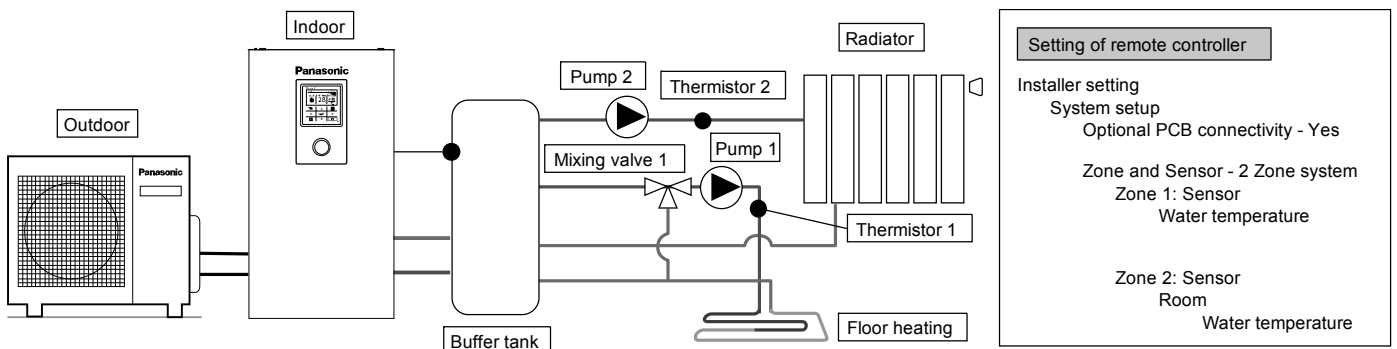 Outdoor
Panasonic
Indoor
Panasonic
Buffer tank
Pump 2
Thermistor 2
Mixing valve 1
Pump 1
Radiator
Thermistor 1
Floor heating
Setting of remote controller
Installer setting
System setup
Optional PCB connectivity - Yes
Zone and Sensor - 2 Zone system
Zone 1: Sensor
Water temperature
Zone 2: Sensor
Room
Water temperature